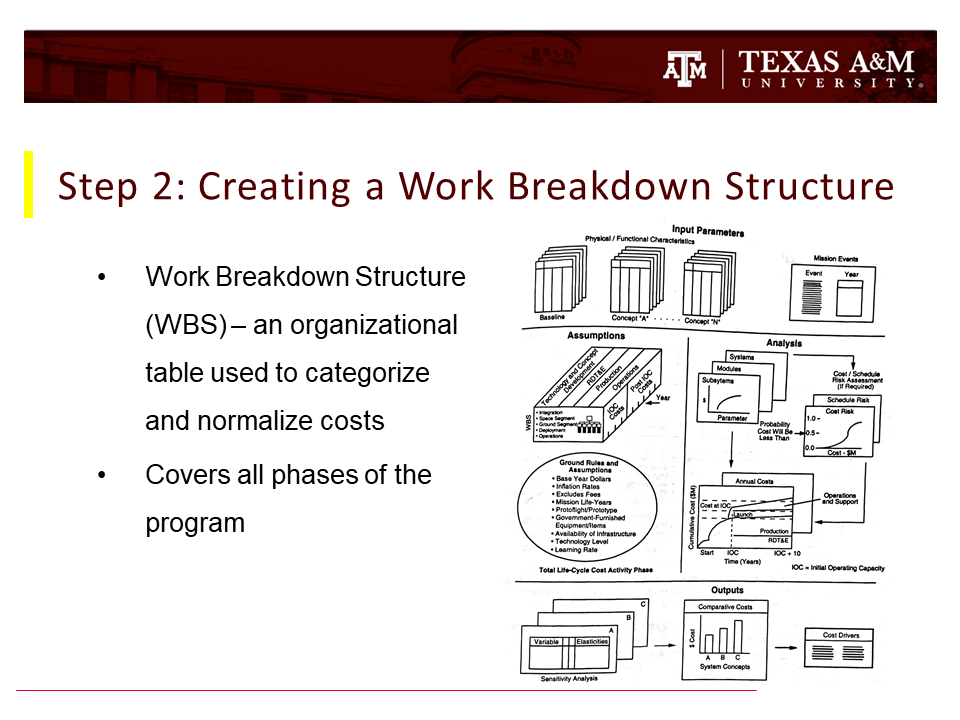 TEXAS A&M
UNIVERSITY®
Step 2: Creating a Work Breakdown Structure
• Work Breakdown Structure
(WBS) – an organizational
table used to categorize
and normalize costs
• Covers all phases of the
program
Input Parameters
Physical / Functional Characteristics
Baseline
Concept "A"
. . . . . .
Concept "N"
Mission Events
Event Year
Assumptions
Technology and Concept
Development
RDT&E
Production
Operations
IOC
Costs
Post IOC
Costs
Year
WBS
• Integration
• Space Segment
• Ground Segment
• Deployment
• Operations
Ground Rules and
Assumptions
• Base Year Dollars
• Inflation Rates
• Excludes Fees
• Mission Life-Years
• Protoflight/Prototype
• Government-Furnished
Equipment/Items
• Availability of Infrastructure
• Technology Level
• Learning Rate
Total Life-Cycle Cost Activity Phase
Analysis
Systems
Modules
Subsytems
$
Parameter
Cost / Schedule
Risk Assessment
(If Required)
Schedule Risk
Cost Risk
1.0
0.5
0.0
Cost - $M
Probability
Cost Will Be
Less Than
Annual Costs
Cumulative Cost ($M)
Cost at IOC
Launch
Production
RDT&E
Start IOC IOC + 10
Time (Years)
Operations
and Support
IOC = Initial Operating Capacity
Outputs
C
B
A
Variable Elasticities
Sensitivity Analysis
Comparative Costs
$ Cost
A B C
System Concepts
Cost Drivers